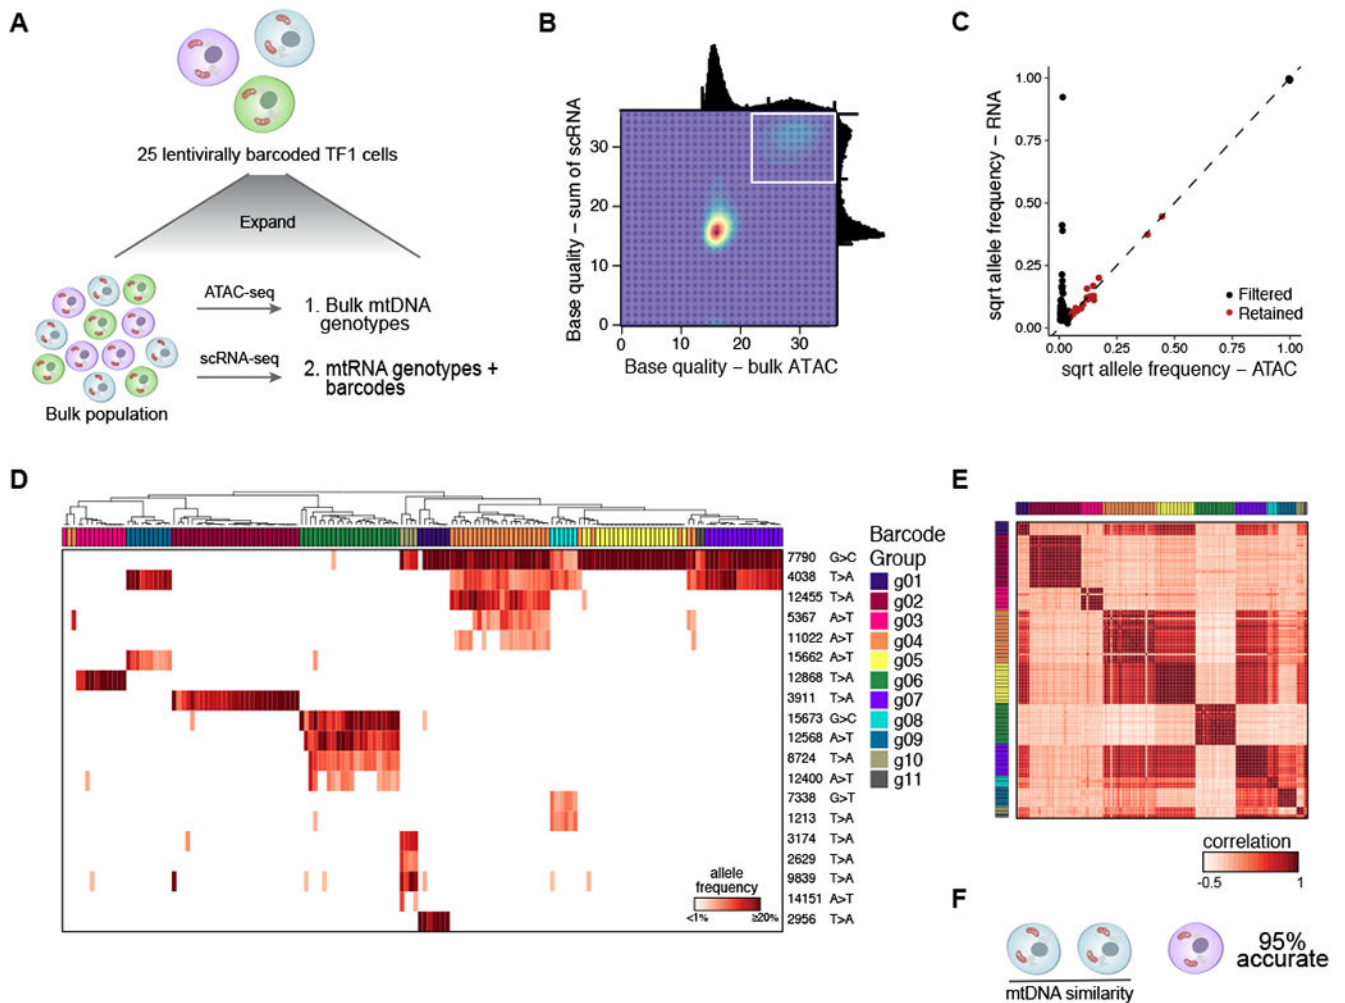 A
25 lentivirally barcoded TF1 cells
Expand
ATAC-seq
1. Bulk mtDNA
genotypes
scRNA-seq
2. mtRNA genotypes +
barcodes
Bulk population
B
Base quality – sum of scRNA
30
20
10
0
0
10
20
30
Base quality – bulk ATAC
C
sqrt allele frequency – RNA
1.00
0.75
0.50
0.25
0.00
Filtered
Retained
0.00
0.25
0.50
0.75
1.00
sqrt allele frequency – ATAC
D
7790 G>C
4038 T>A
12455 T>A
5367 A>T
11022 A>T
15662 A>T
12868 T>A
3911 T>A
15673 G>C
12568 A>T
8724 T>A
12400 A>T
7338 G>T
1213 T>A
3174 T>A
2629 T>A
9839 T>A
14151 A>T
2956 T>A
allele
frequency
<1%
≥20%
Barcode
Group
g01
g02
g03
g04
g05
g06
g07
g08
g09
g10
g11
E
correlation
-0.5
1
F
mtDNA similarity
95%
accurate